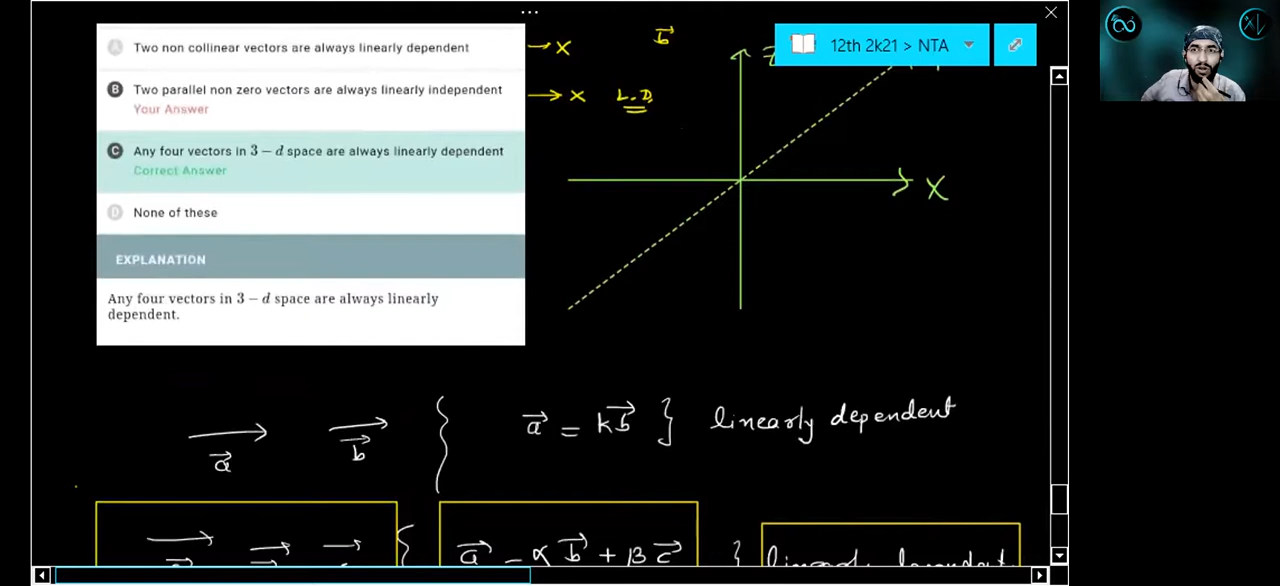 A Two non collinear vectors are always linearly dependent
B Two parallel non zero vectors are always linearly independent
Your Answer
C Any four vectors in 3 − d space are always linearly dependent
Correct Answer
D None of these
EXPLANATION
Any four vectors in 3 − d space are always linearly
dependent.
→ X
b⃗
→ X L.D.
12th 2k21 > NTA
X
a⃗
b⃗
a⃗ = kb⃗ } linearly dependent
a⃗ = αb⃗ + βc⃗ }
linearly dependent